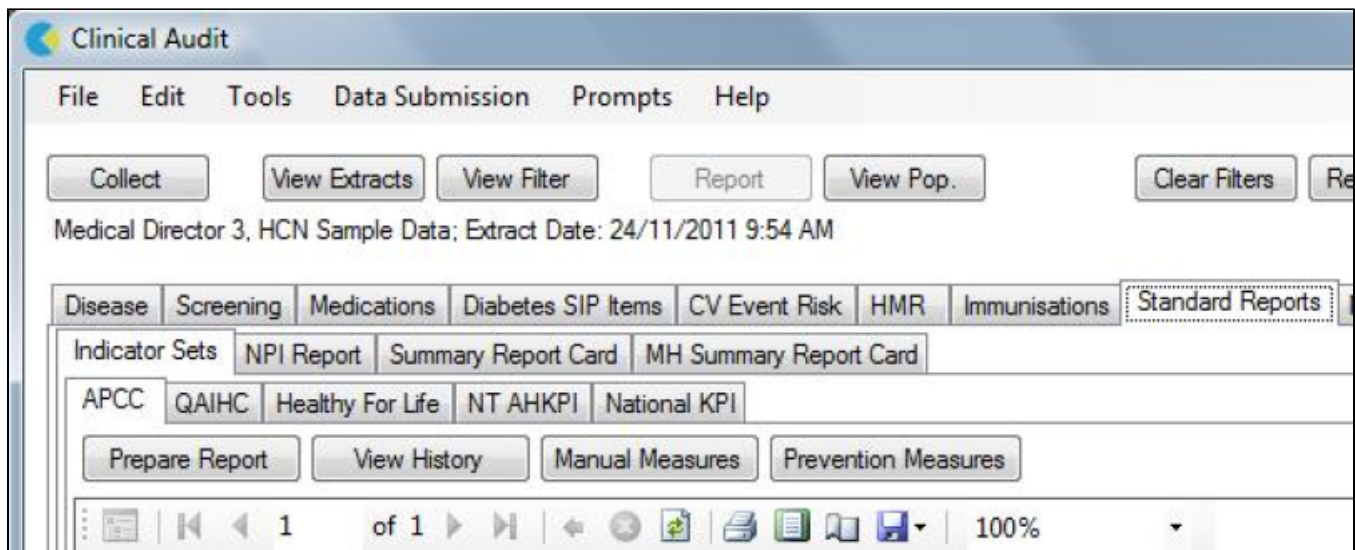 Clinical Audit
File Edit Tools Data Submission Prompts Help
Collect View Extracts View Filter Report View Pop. Clear Filters Re
Medical Director 3, HCN Sample Data; Extract Date: 24/11/2011 9:54 AM
Disease Screening Medications Diabetes SIP Items CV Event Risk HMR Immunisations Standard Reports
Indicator Sets NPI Report Summary Report Card MH Summary Report Card
APCC QAIHC Healthy For Life NT AHKPI National KPI
Prepare Report View History Manual Measures Prevention Measures
1 of 1 100%